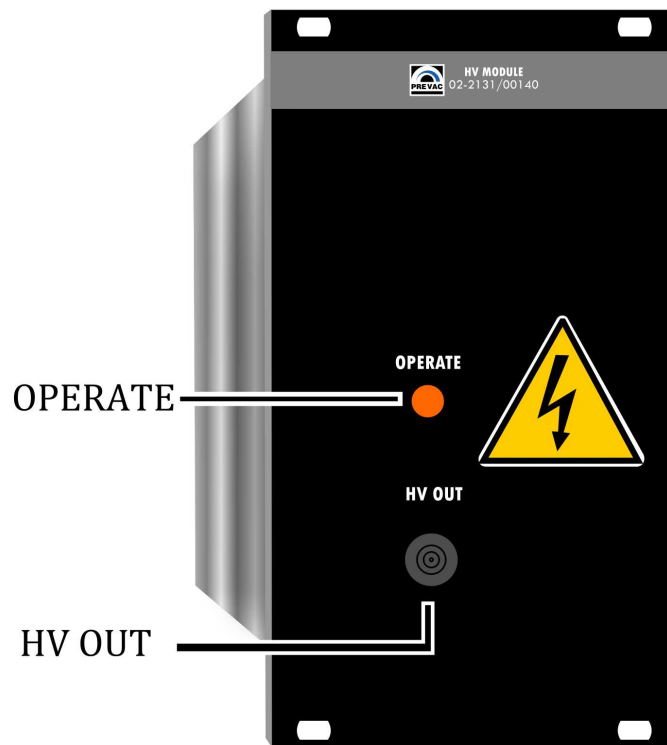 HV MODULE
PREVAC 02-2131/00140
OPERATE
OPERATE
HV OUT
HV OUT